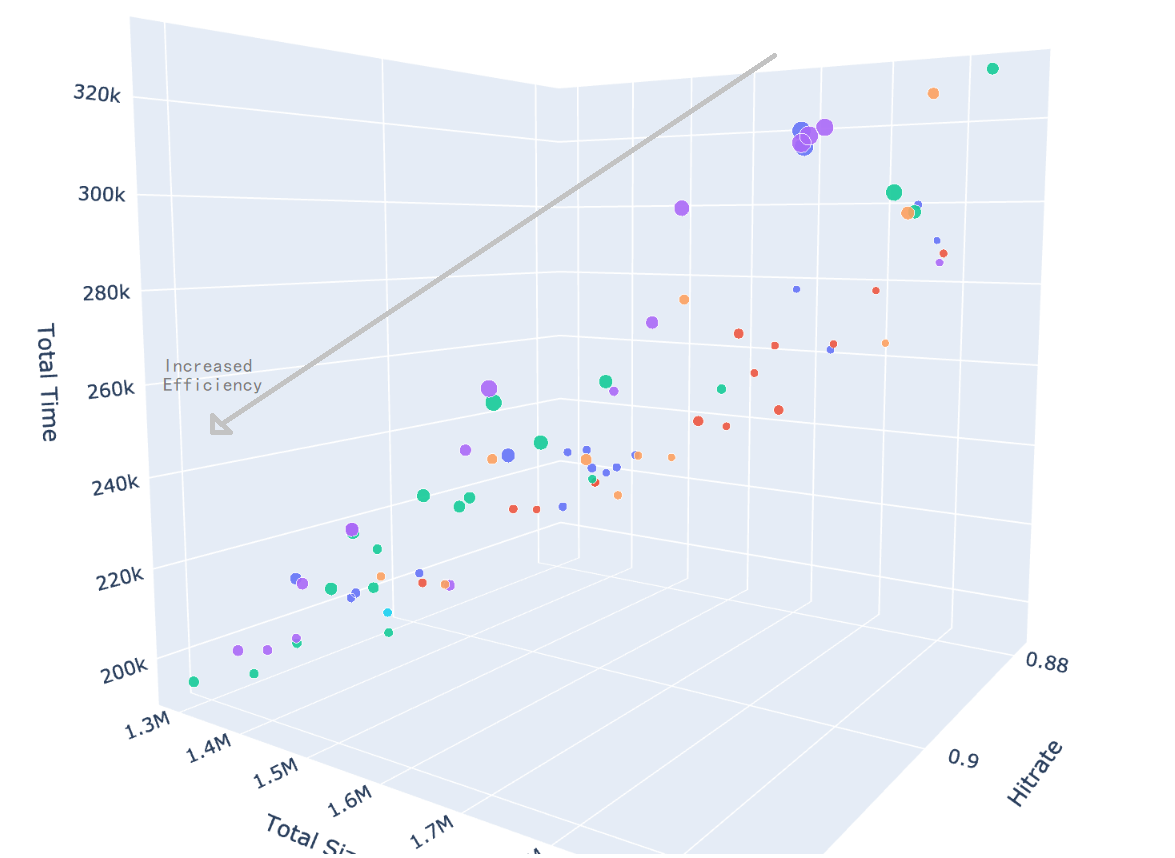 320k
300k
280k
260k
240k
220k
200k
Total Time
Increased
Efficiency
1.3M
1.4M
1.5M
1.6M
1.7M
Total
0.88
0.9
Hitrate